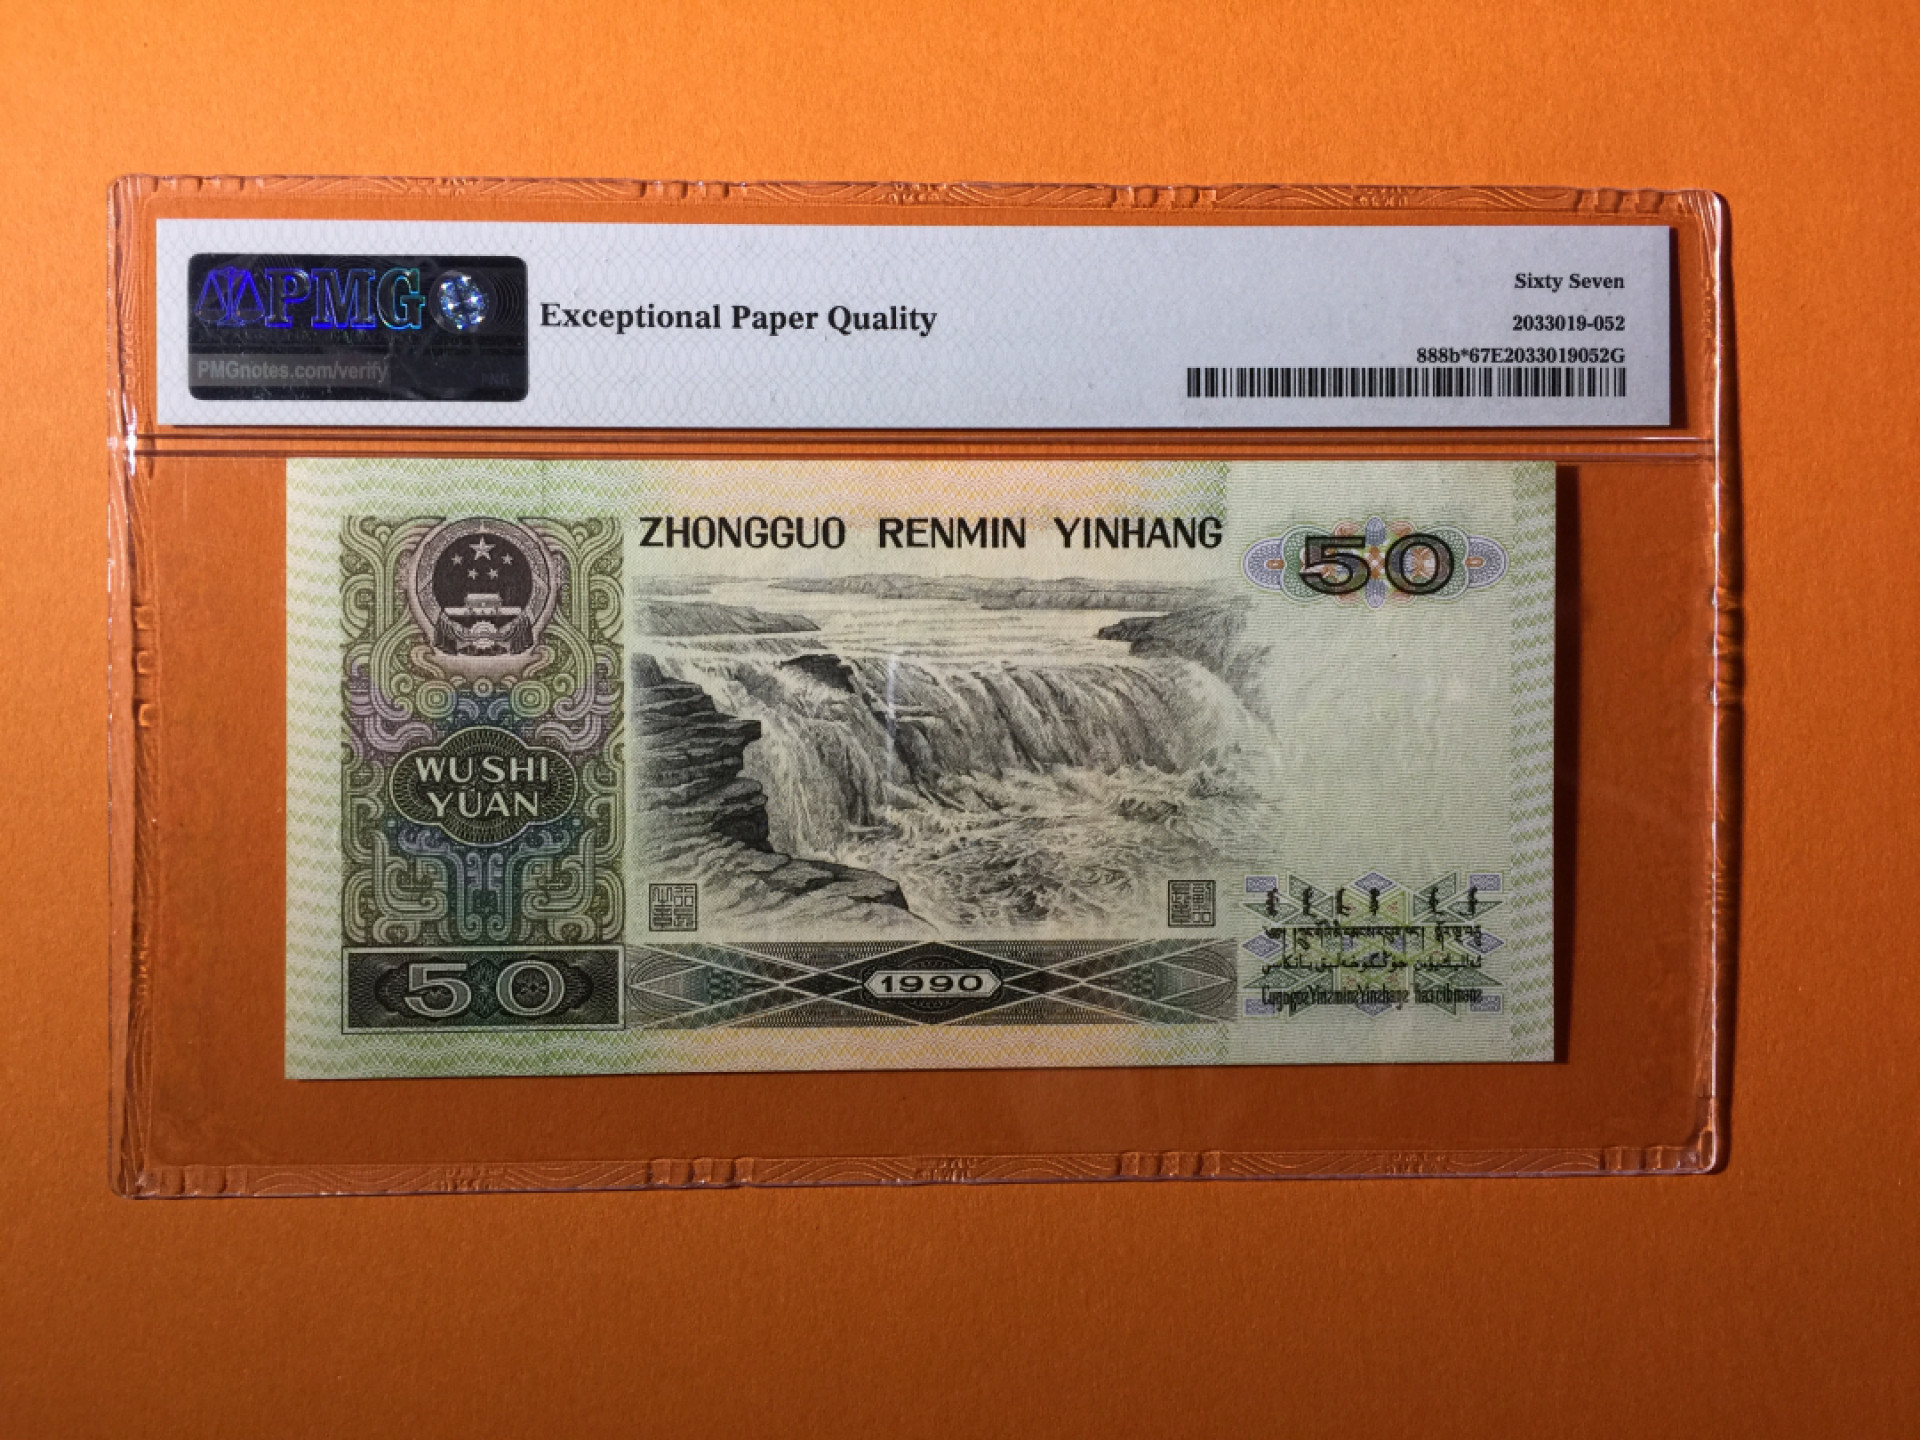 PMG
PMGnotes.com/verify
Exceptional Paper Quality
Sixty Seven
2033019-052
888b*67E2033019052G
ZHONGGUO RENMIN YINHANG
50
WU SHI
YUAN
50
1990